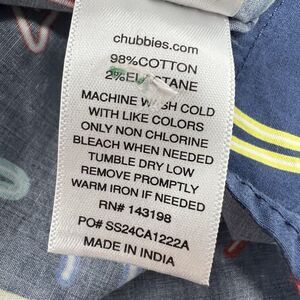 chubbies.com
98%COTTON
2%ELASTANE
MACHINE WASH COLD
WITH LIKE COLORS
ONLY NON CHLORINE
BLEACH WHEN NEEDED
TUMBLE DRY LOW
REMOVE PROMPTLY
WARM IRON IF NEEDED
RN# 143198
PO# SS24CA1222A
MADE IN INDIA